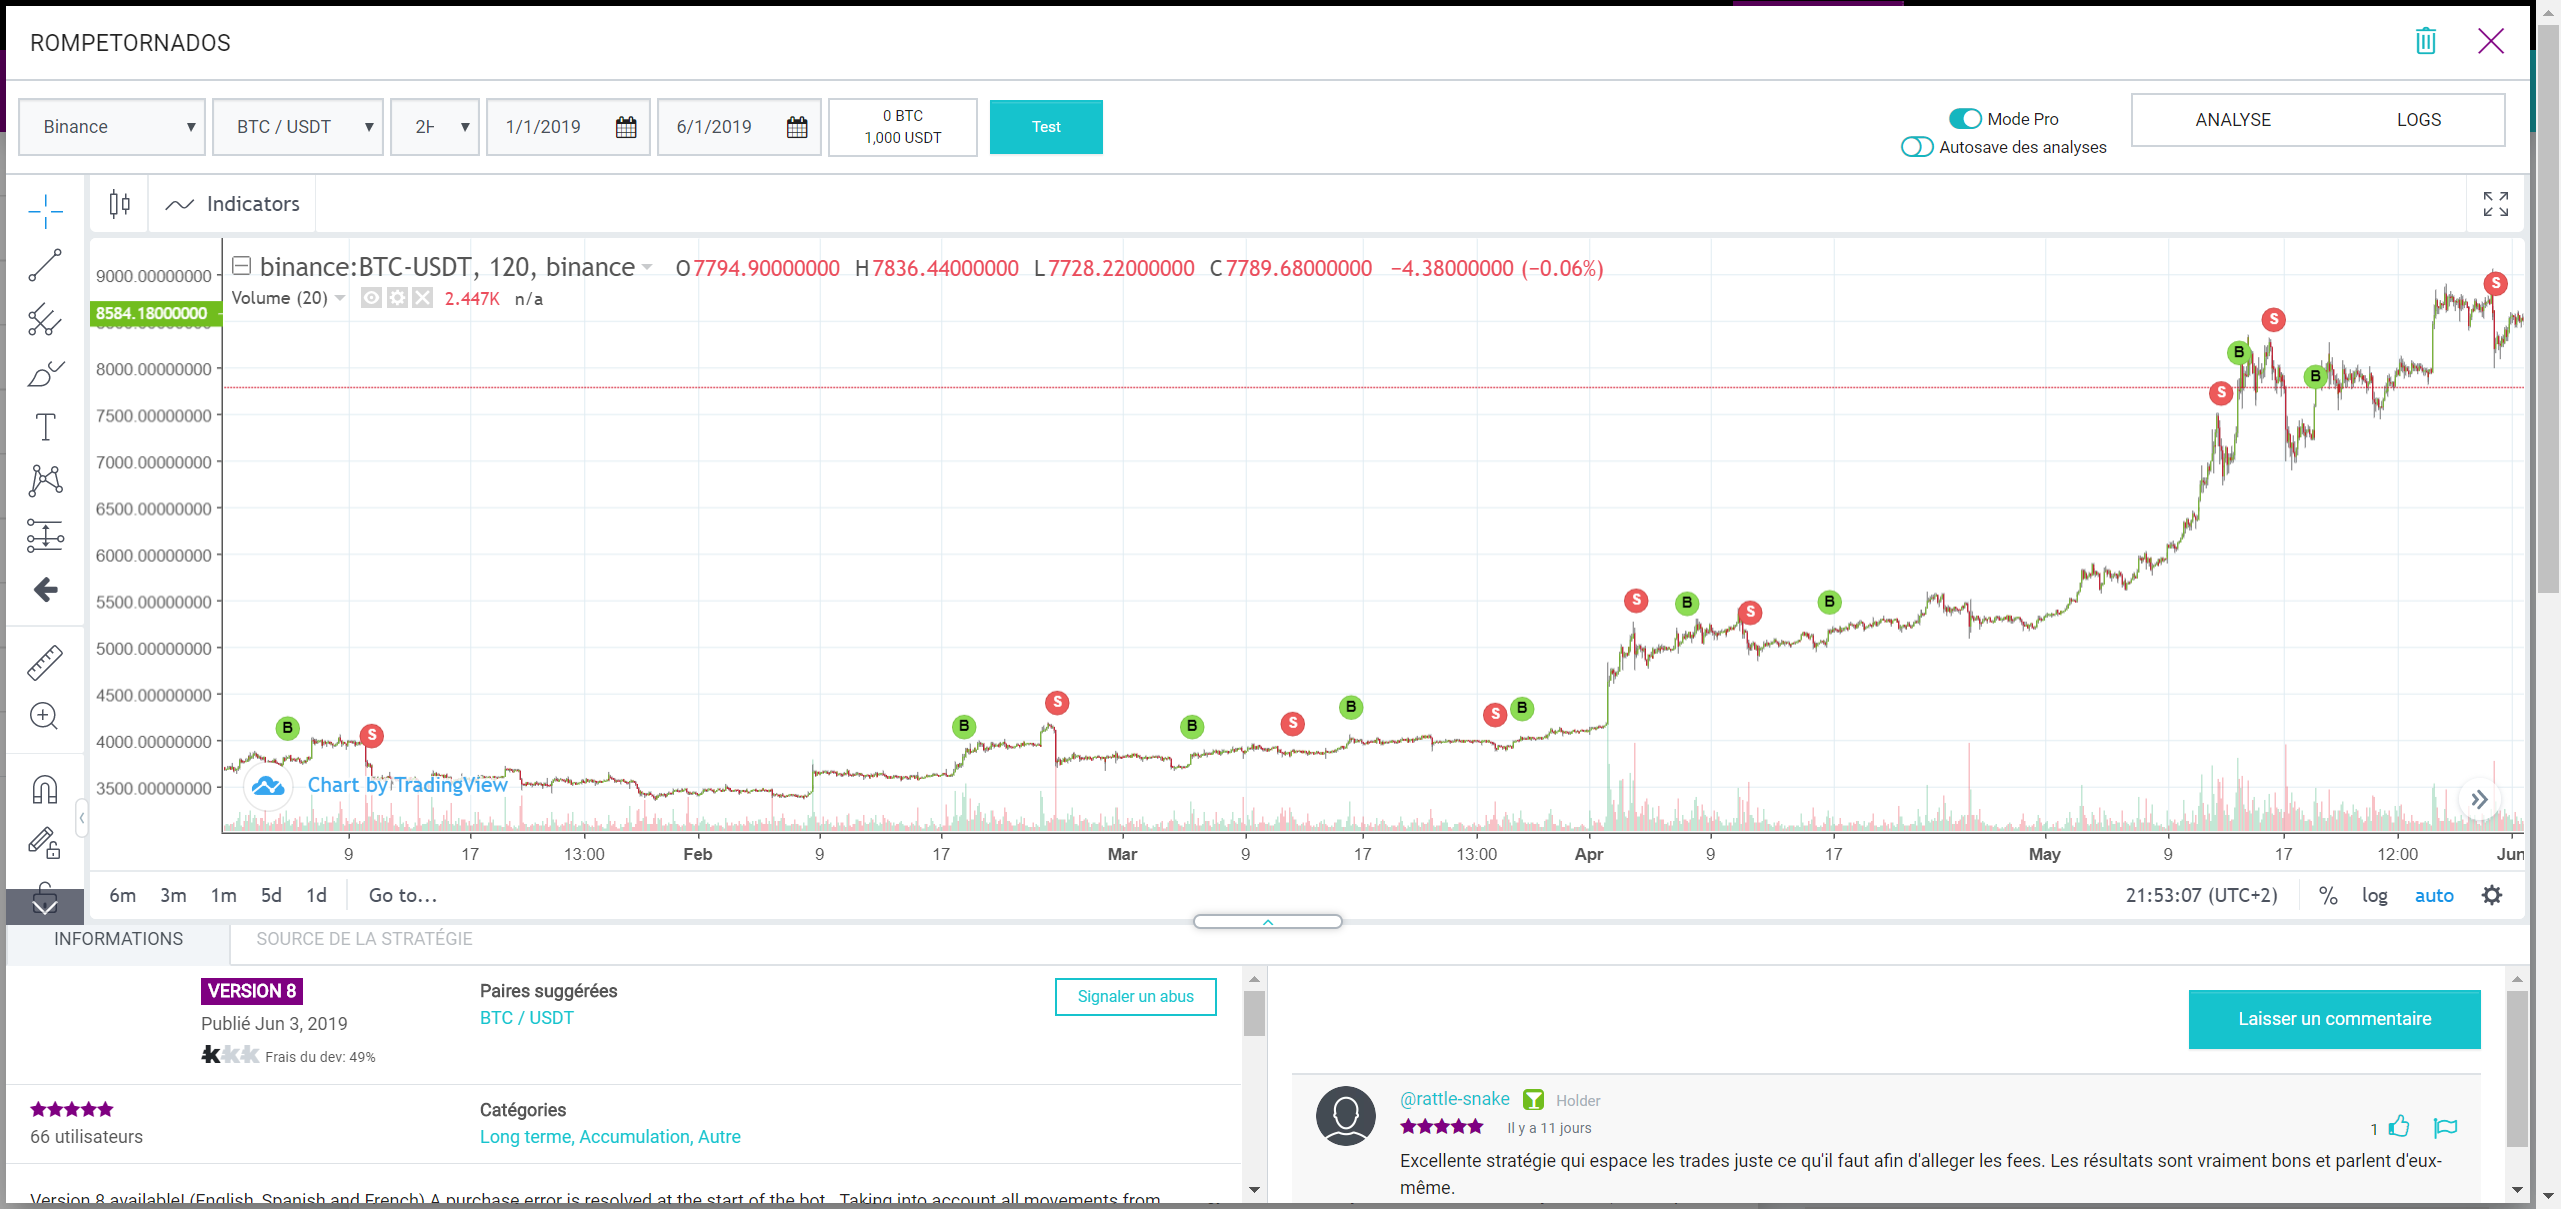 ROMPETORNADOS
Binance
BTC / USDT
1/1/2019
6/1/2019
0 BTC
1,000 USDT
Test
Mode Pro
Autosave des analyses
ANALYSE
LOGS
Indicators
binance:BTC-USDT, 120, binance O7794.90000000 H7836.44000000 L7728.22000000 C7789.68000000 −4.38000000 (−0.06%)
Volume (20) 2.447K n/a
9000.00000000
8584.18000000
8000.00000000
7500.00000000
7000.00000000
6500.00000000
6000.00000000
5500.00000000
5000.00000000
4500.00000000
4000.00000000
3500.00000000
B
S
B
S
B
S
B
S
B
S
B
S
B
S
B
S
B
S
Chart by TradingView
9 17 13:00 Feb 9 17 Mar 9 17 13:00 Apr 9 17 May 9 17 12:00 Jun
6m 3m 1m 5d 1d Go to...
21:53:07 (UTC+2) % log auto
INFORMATIONS
SOURCE DE LA STRATÉGIE
VERSION 8
Publié Jun 3, 2019
Frais du dev: 49%
Paires suggérées
BTC / USDT
Signaler un abus
66 utilisateurs
Catégories
Long terme, Accumulation, Autre
Version 8 available! (English, Spanish and French) A purchase error is resolved at the start of the bot. Taking into account all movements from
Laisser un commentaire
@rattle-snake Holder
Il y a 11 jours
1
Excellente stratégie qui espace les trades juste ce qu'il faut afin d'alleger les fees. Les résultats sont vraiment bons et parlent d'eux-
même.